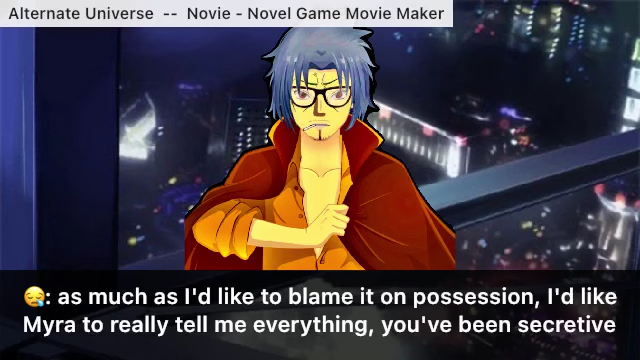 Alternate Universe -- Novie - Novel Game Movie Maker
😪: as much as I'd like to blame it on possession, I'd like
Myra to really tell me everything, you've been secretive